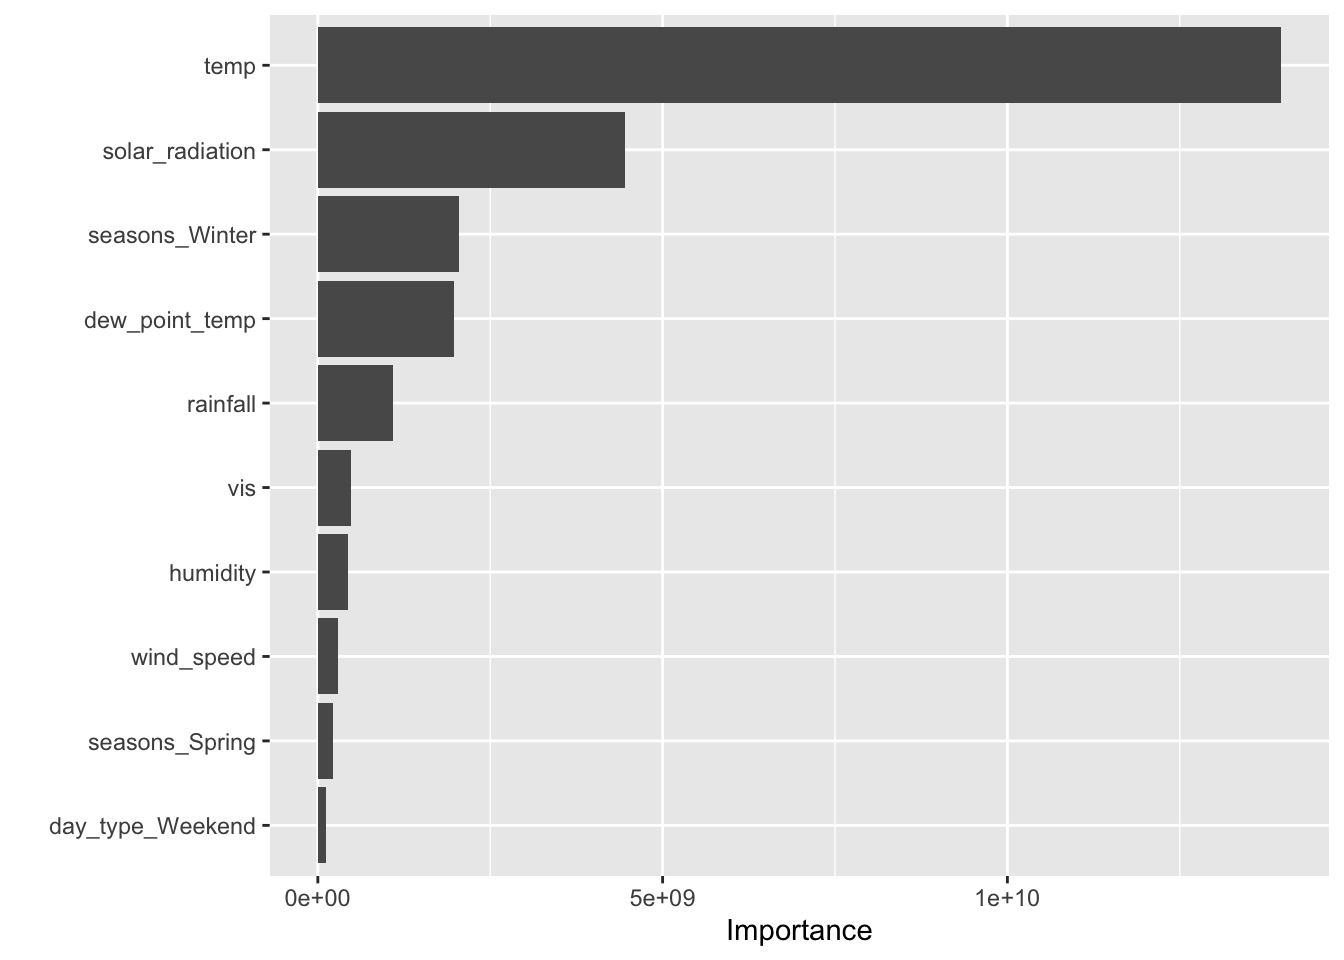 temp
solar_radiation
seasons_Winter
dew_point_temp
rainfall
vis
humidity
wind_speed
seasons_Spring
day_type_Weekend
0e+00 5e+09 1e+10
Importance